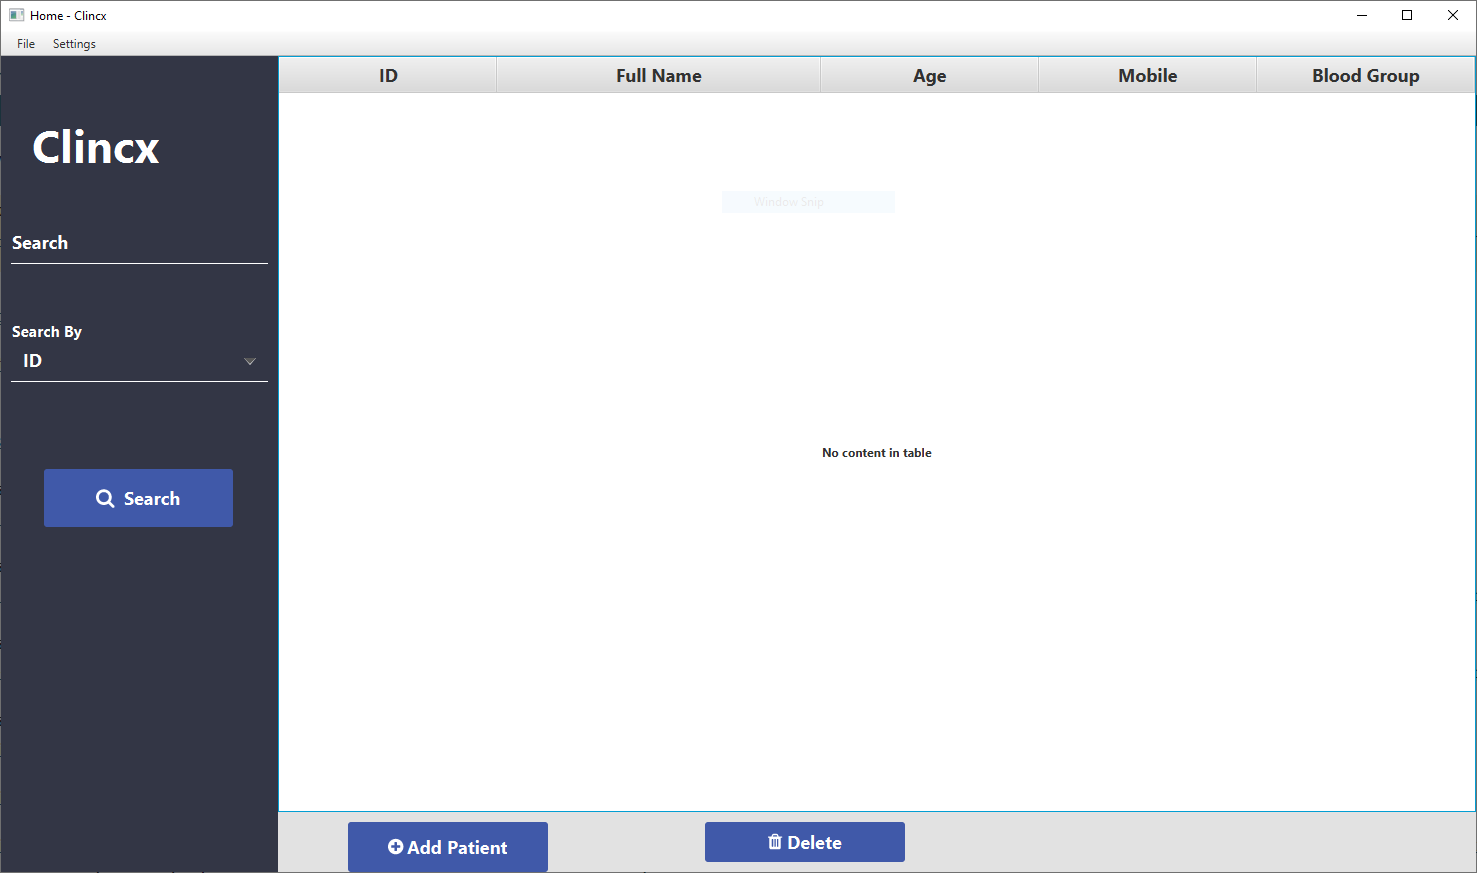 Home - Clincx
File Settings
Clincx
Search
Search By
ID
Search
ID Full Name Age Mobile Blood Group
Window Snip
No content in table
Add Patient Delete